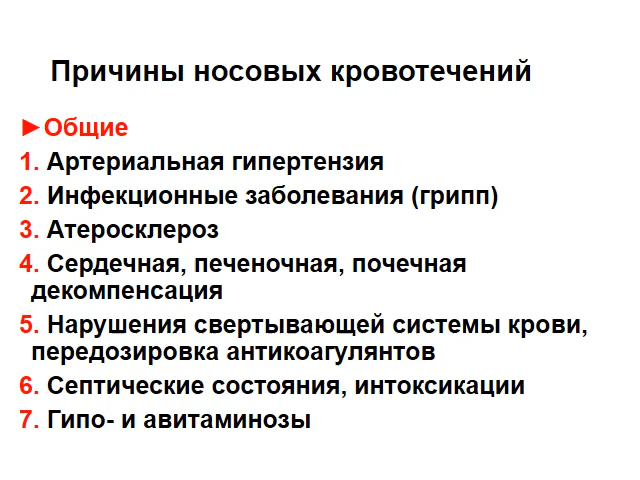 Причины носовых кровотечений
►Общие
1. Артериальная гипертензия
2. Инфекционные заболевания (грипп)
3. Атеросклероз
4. Сердечная, печеночная, почечная
декомпенсация
5. Нарушения свертывающей системы крови,
передозировка антикоагулянтов
6. Септические состояния, интоксикации
7. Гипо- и авитаминозы